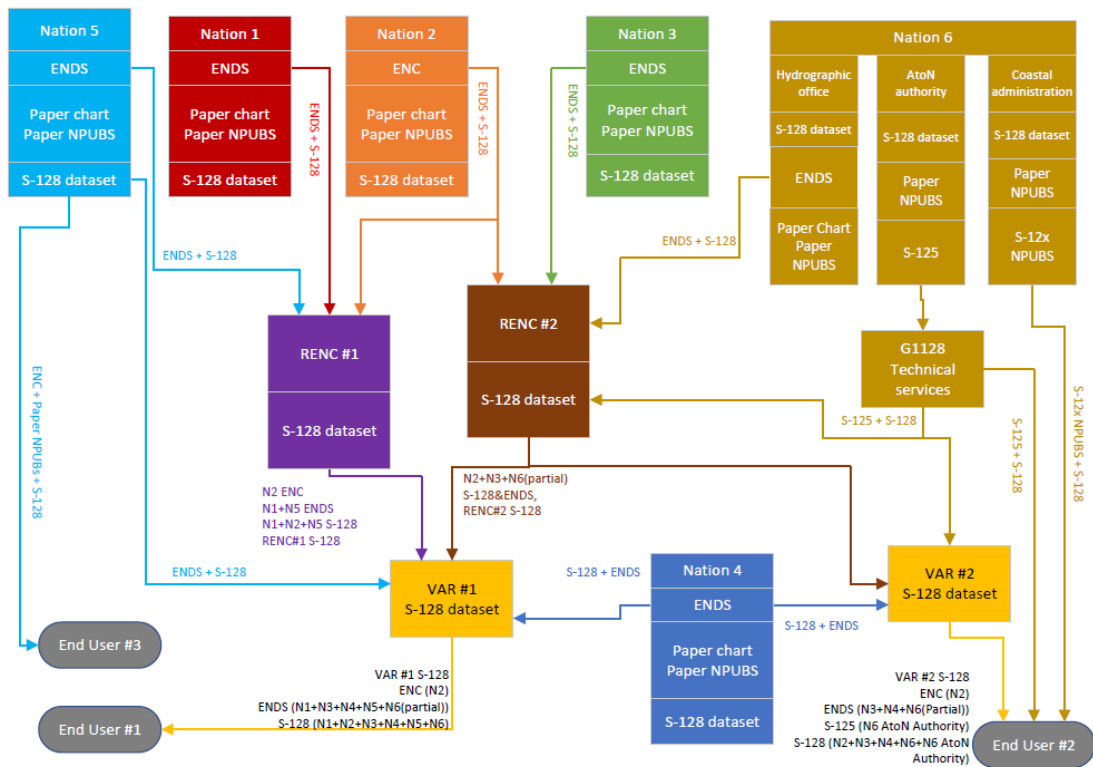 Nation 5
ENDS
Paper chart
Paper NPUBS
S-128 dataset
Nation 1
ENDS
Paper chart
Paper NPUBS
S-128 dataset
Nation 2
ENC
Paper chart
Paper NPUBS
S-128 dataset
Nation 3
ENDS
Paper chart
Paper NPUBS
S-128 dataset
Nation 6
Hydrographic
office
S-128 dataset
ENDS
Paper Chart
Paper
NPUBS
AtoN
authority
S-128 dataset
Paper
NPUBS
S-125
Coastal
administration
S-128 dataset
Paper
NPUBS
S-12x
NPUBS
ENDS + S-128
ENDS + S-128
ENDS + S-128
ENDS + S-128
ENDS + S-128
RENC #1
S-128 dataset
RENC #2
S-128 dataset
G1128
Technical
services
S-125 + S-128
S-125 + S-128
S-12x NPUBS + S-128
ENC + Paper NPUBs + S-128
N2 ENC
N1+N5 ENDS
N1+N2+N5 S-128
RENC#1 S-128
N2+N3+N6(partial)
S-128&ENDS,
RENC#2 S-128
ENDS + S-128
VAR #1
S-128 dataset
S-128 + ENDS
Nation 4
ENDS
Paper chart
Paper NPUBS
S-128 dataset
S-128 + ENDS
VAR #2
S-128 dataset
End User #3
VAR #1 S-128
ENC (N2)
ENDS (N1+N3+N4+N5+N6(partial))
S-128 (N1+N2+N3+N4+N5+N6)
End User #1
VAR #2 S-128
ENC (N2)
ENDS (N3+N4+N6(Partial))
S-125 (N6 AtoN Authority)
S-128 (N2+N3+N4+N6+N6 AtoN
Authority)
End User #2